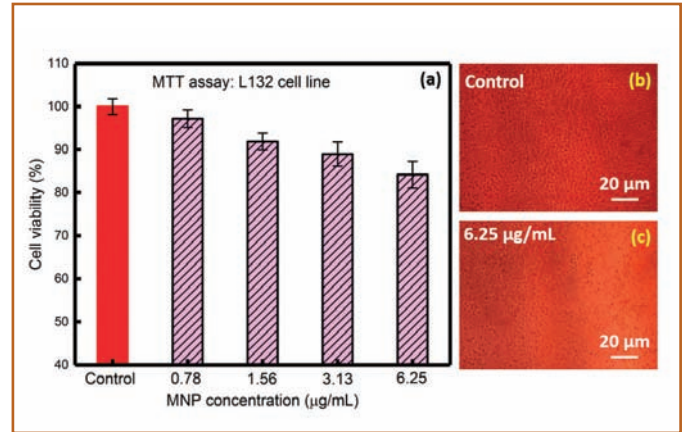 110
100
90
80
70
60
50
40
Cell viability (%)
MTT assay: L132 cell line
(a)
Control
0.78
1.56
3.13
6.25
MNP concentration (μg/mL)
Control
(b)
20 μm
6.25 μg/mL
(c)
20 μm